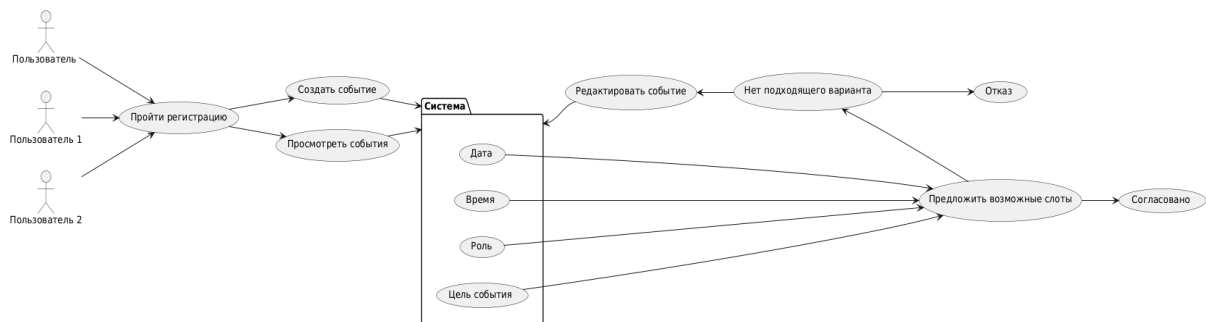 Пользователь
Пользователь 1
Пользователь 2
Пройти регистрацию
Создать событие
Просмотреть события
Система
Дата
Время
Роль
Цель события
Редактировать событие
Нет подходящего варианта
Отказ
Предложить возможные слоты
Согласовано